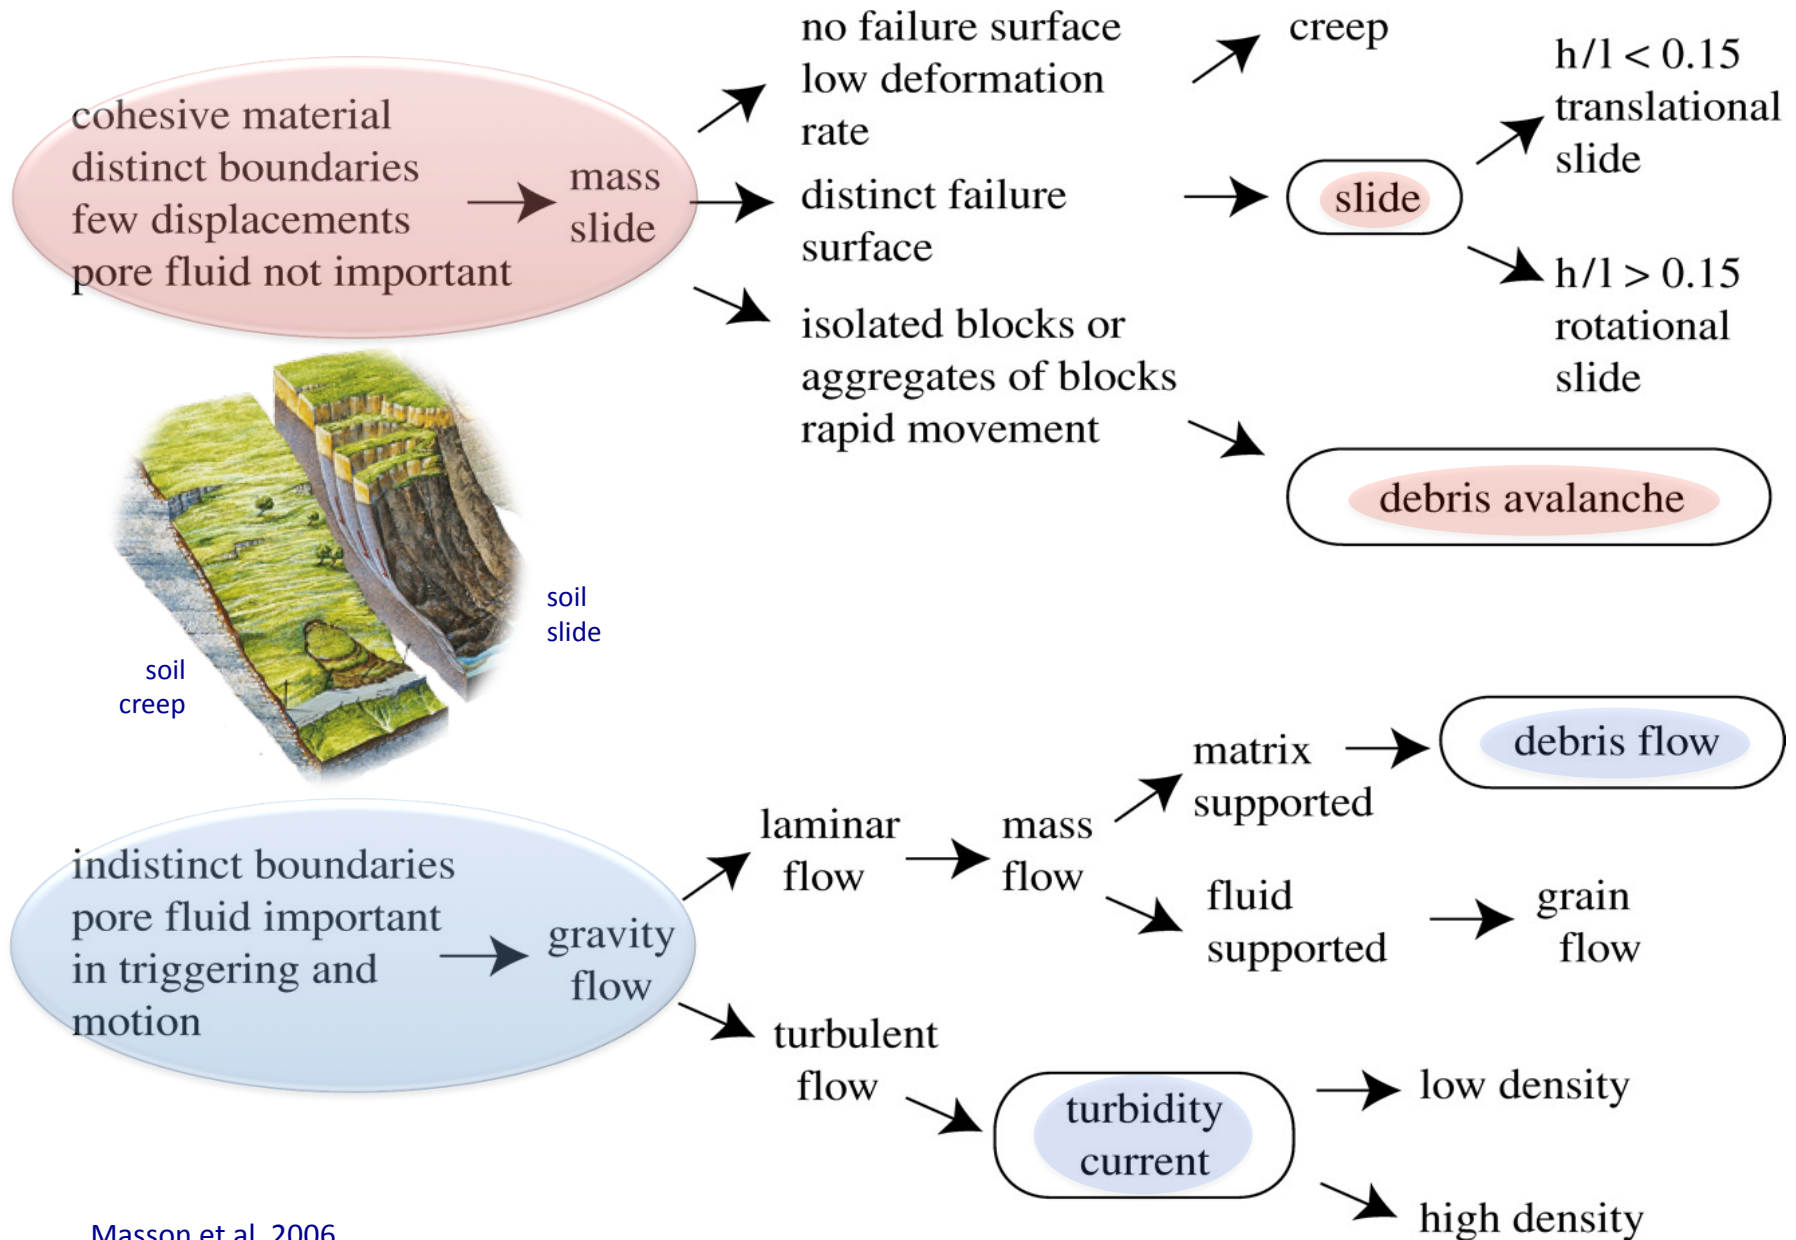 cohesive material
distinct boundaries
few displacements
pore fluid not important
mass
slide
no failure surface
low deformation
rate
creep
distinct failure
surface
slide
h/l < 0.15
translational
slide
h/l > 0.15
rotational
slide
isolated blocks or
aggregates of blocks
rapid movement
debris avalanche
soil
slide
soil
creep
indistinct boundaries
pore fluid important
in triggering and
motion
gravity
flow
laminar
flow
mass
flow
matrix
supported
debris flow
fluid
supported
grain
flow
turbulent
flow
turbidity
current
low density
high density
Masson et al. 2006